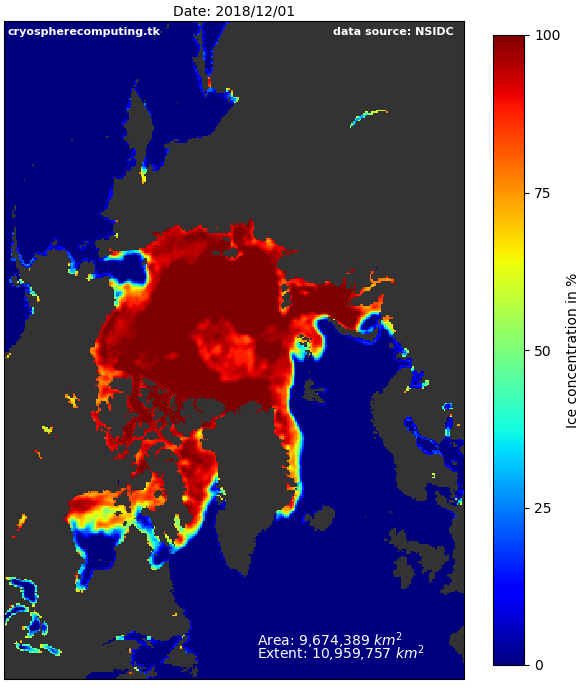 Date: 2018/12/01
cryospherecomputing.tk
data source: NSIDC
100
75
50
25
0
Ice concentration in %
Area: 9,674,389 km²
Extent: 10,959,757 km²